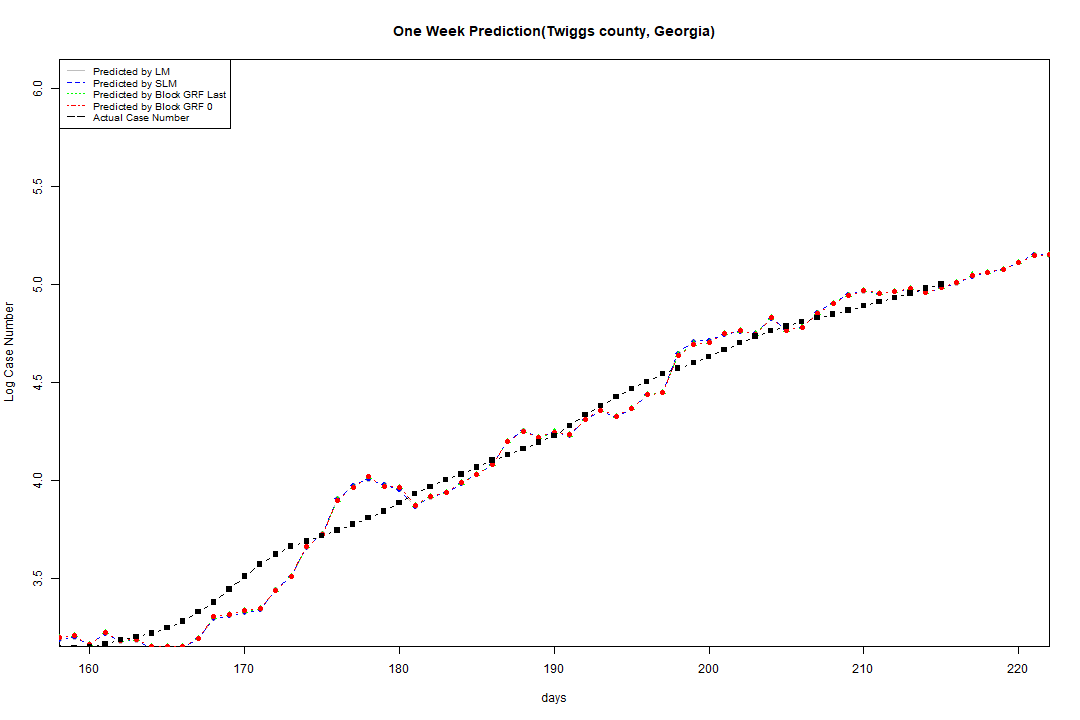 One Week Prediction(Twiggs county, Georgia)
Predicted by LM
Predicted by SLM
Predicted by Block GRF Last
Predicted by Block GRF 0
Actual Case Number
6.0
5.5
5.0
4.5
4.0
3.5
Log Case Number
160 170 180 190 200 210 220
days